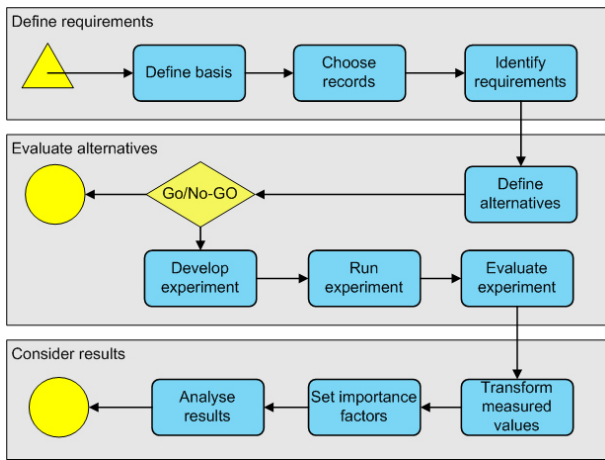 Define requirements
Define basis
Choose
records
Identify
requirements
Evaluate alternatives
Go/No-GO
Define
alternatives
Develop
experiment
Run
experiment
Evaluate
experiment
Consider results
Analyse
results
Set importance
factors
Transform
measured
values